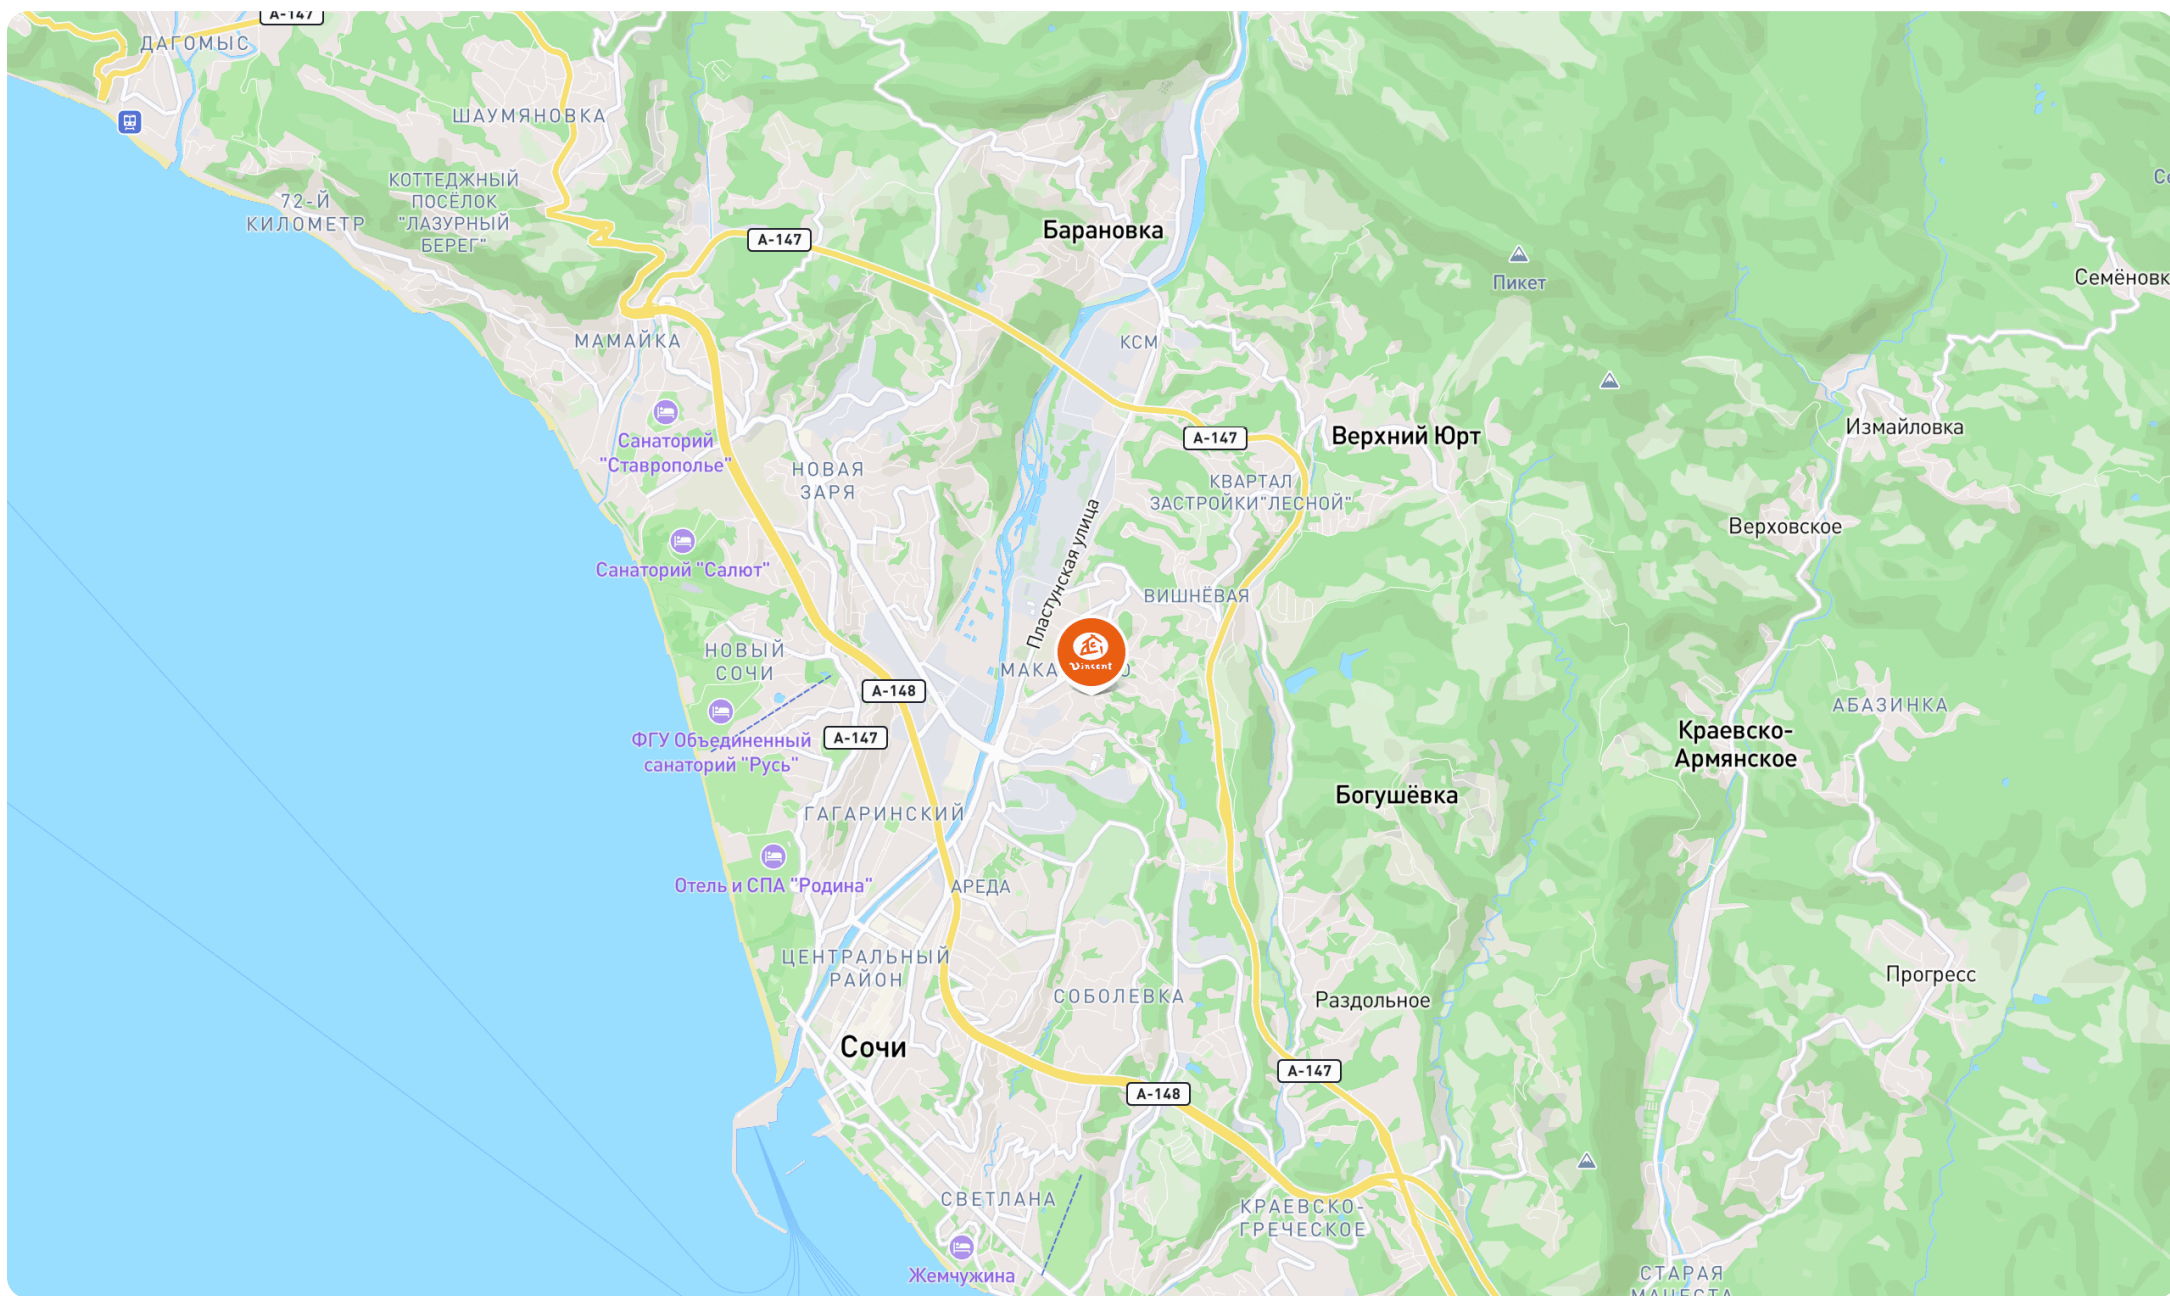 А-147
ДАГОМЫС
ШАУМЯНОВКА
КОТТЕДЖНЫЙ
ПОСЁЛОК
"ЛАЗУРНЫЙ
БЕРЕГ"
72-Й
КИЛОМЕТР
Барановка
А-147
Пикет
Семёновк
МАМАЙКА
КСМ
Измайловка
Санаторий
"Ставрополье"
А-147
Верхний Юрт
НОВАЯ
ЗАРЯ
КВАРТАЛ
ЗАСТРОЙКИ"ЛЕСНОЙ"
Верховское
Пластунская улица
Санаторий "Салют"
ВИШНЁВАЯ
НОВЫЙ
СОЧИ
Vincent
МАКА
О
А-148
АБАЗИНКА
ФГУ Объединенный
санаторий "Русь"
А-147
Краевско-
Армянское
Богушёвка
ГАГАРИНСКИЙ
Отель и СПА "Родина"
АРЕДА
ЦЕНТРАЛЬНЫЙ
РАЙОН
СОБОЛЕВКА
Раздольное
Прогресс
Сочи
А-147
А-148
СВЕТЛАНА
КРАЕВСКО-
ГРЕЧЕСКОЕ
Жемчужина
СТАРАЯ
МАЦЕСТА